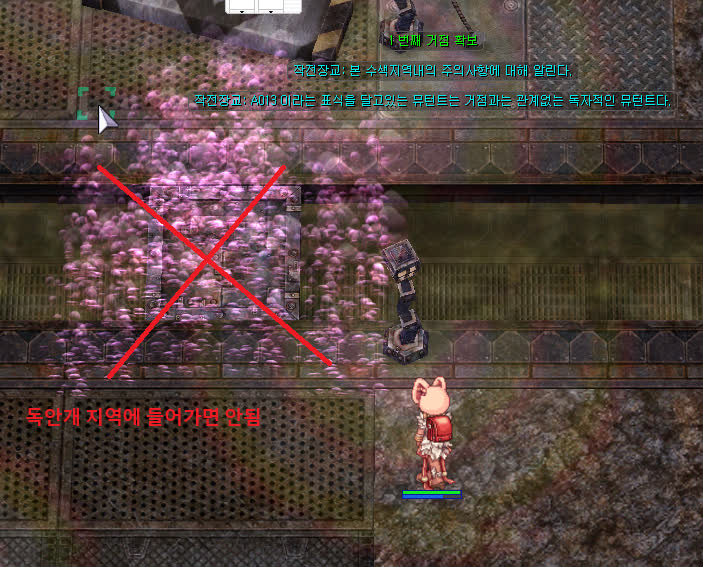 1 번째 거점 확보
작전장교: 본 수색지역내의 주의사항에 대해 알린다.
작전장교: A013 이라는 표식을 달고있는 뮤턴트는 거점과는 관계없는 독자적인 뮤턴트다.
독안개 지역에 들어가면 안됨